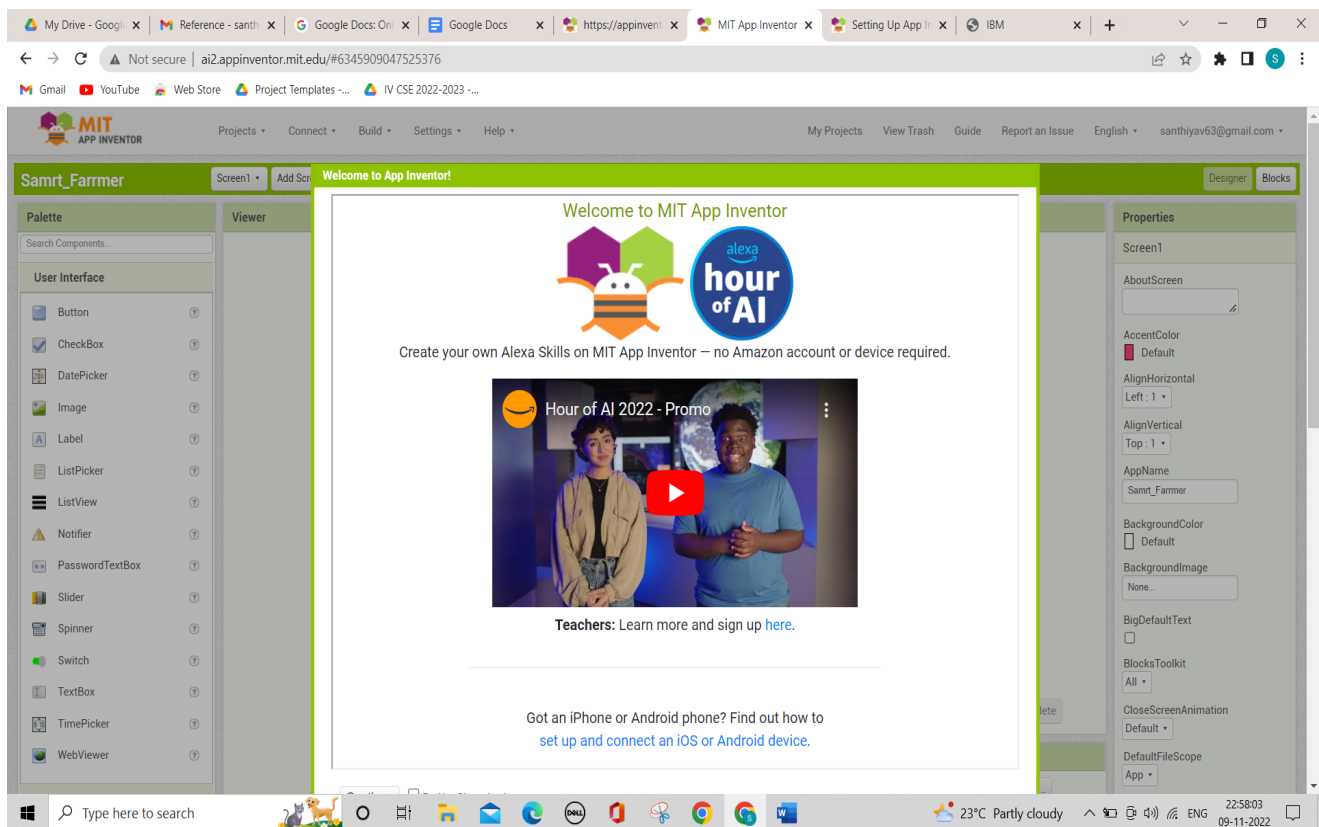 My Drive - Googl
Reference - santh
Google Docs: Onl
Google Docs
https://appinvent
MIT App Inventor
Setting Up App In
IBM
Not secure | ai2.appinventor.mit.edu/#6345909047525376
S
Gmail YouTube Web Store Project Templates -... IV CSE 2022-2023 -...
MIT
APP INVENTOR
Projects Connect Build Settings Help My Projects View Trash Guide Report an Issue English santhiyav63@gmail.com
Samrt_Farrmer Screen1 Add Scr Designer Blocks
Welcome to App Inventor!
Palette
Search Components...
User Interface
Button
CheckBox
DatePicker
Image
Label
ListPicker
ListView
Notifier
PasswordTextBox
Slider
Spinner
Switch
TextBox
TimePicker
WebViewer
Viewer
Welcome to MIT App Inventor
alexa
hour
of AI
Create your own Alexa Skills on MIT App Inventor — no Amazon account or device required.
Hour of AI 2022 - Promo
Teachers: Learn more and sign up here.
Got an iPhone or Android phone? Find out how to
set up and connect an iOS or Android device.
Properties
Screen1
AboutScreen
AccentColor
Default
AlignHorizontal
Left : 1
AlignVertical
Top : 1
AppName
Samrt_Farrmer
BackgroundColor
Default
BackgroundImage
None...
BigDefaultText
BlocksToolkit
All
CloseScreenAnimation
Default
DefaultFileScope
App
lete
Type here to search
DELL
W
23°C Partly cloudy
ENG
22:58:03
09-11-2022